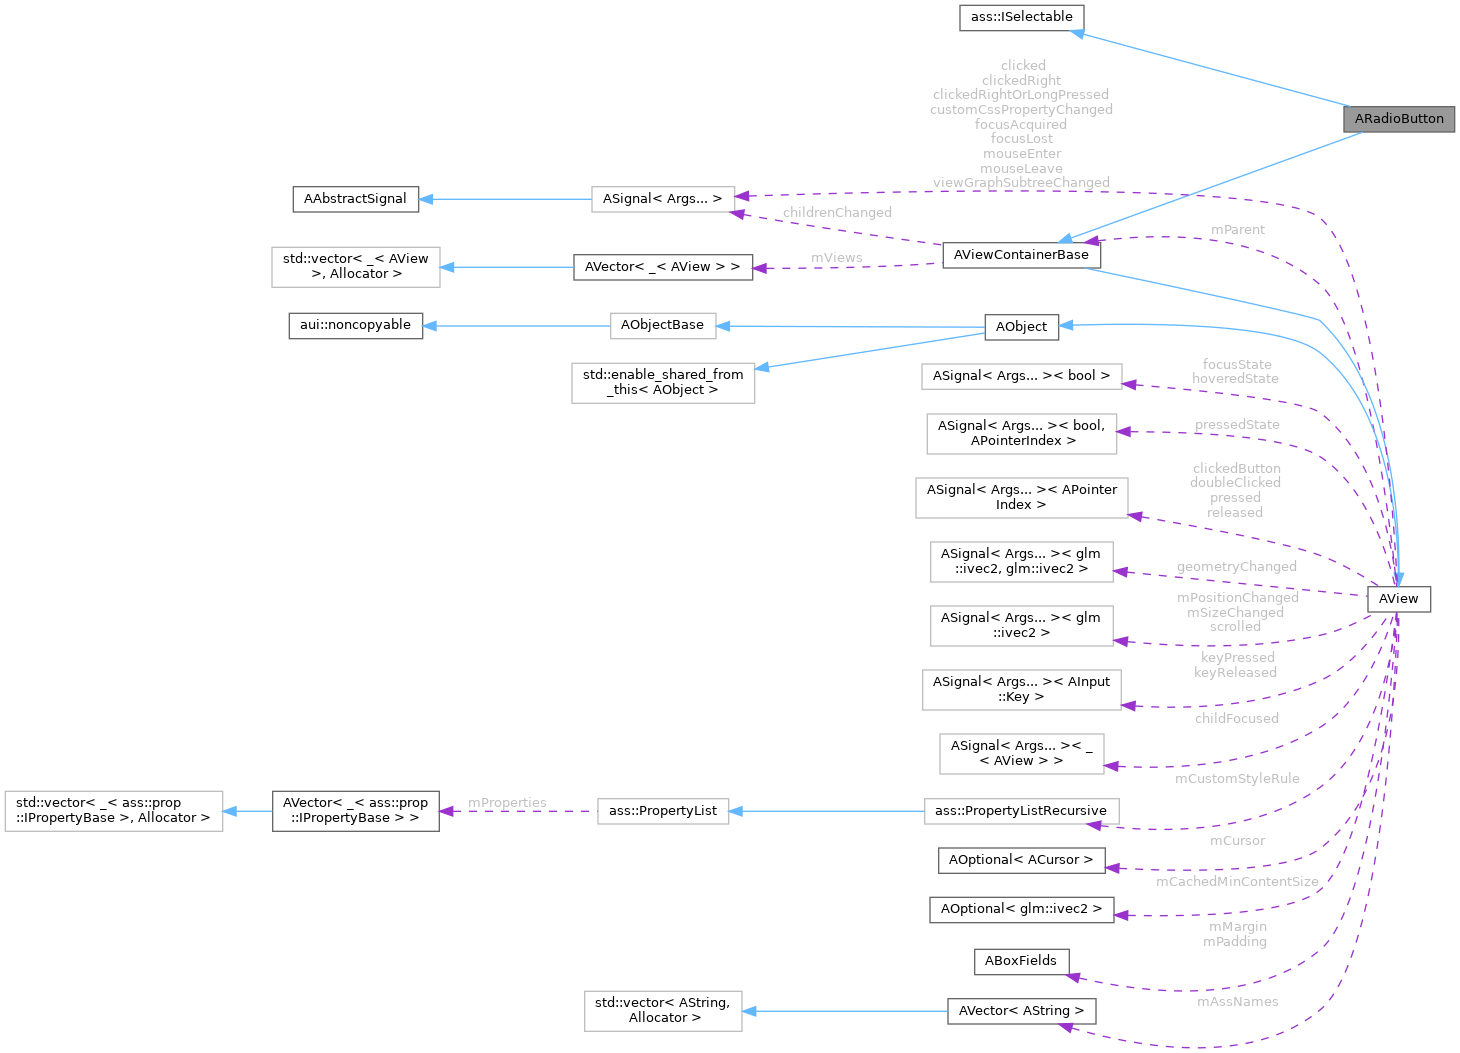 ass::ISelectable
ARadioButton
clicked
clickedRight
clickedRightOrLongPressed
customCssPropertyChanged
focusAcquired
focusLost
mouseEnter
mouseLeave
viewGraphSubtreeChanged
AAbstractSignal
ASignal< Args... >
childrenChanged
mParent
std::vector< _< AView
>, Allocator >
AVector< _< AView > >
mViews
AViewContainerBase
aui::noncopyable
AObjectBase
AObject
std::enable_shared_from
_this< AObject >
ASignal< Args... >< bool >
focusState
hoveredState
ASignal< Args... >< bool,
APointerIndex >
pressedState
ASignal< Args... >< APointer
Index >
clickedButton
doubleClicked
pressed
released
ASignal< Args... >< glm
::ivec2, glm::ivec2 >
geometryChanged
AView
ASignal< Args... >< glm
::ivec2 >
mPositionChanged
mSizeChanged
scrolled
ASignal< Args... >< AInput
::Key >
keyPressed
keyReleased
ASignal< Args... >< _
< AView > >
childFocused
std::vector< _< ass::prop
::IPropertyBase >, Allocator >
AVector< _< ass::prop
::IPropertyBase > >
mProperties
ass::PropertyList
ass::PropertyListRecursive
mCustomStyleRule
AOptional< ACursor >
mCursor
AOptional< glm::ivec2 >
mCachedMinContentSize
ABoxFields
mMargin
mPadding
std::vector< AString,
Allocator >
AVector< AString >
mAssNames